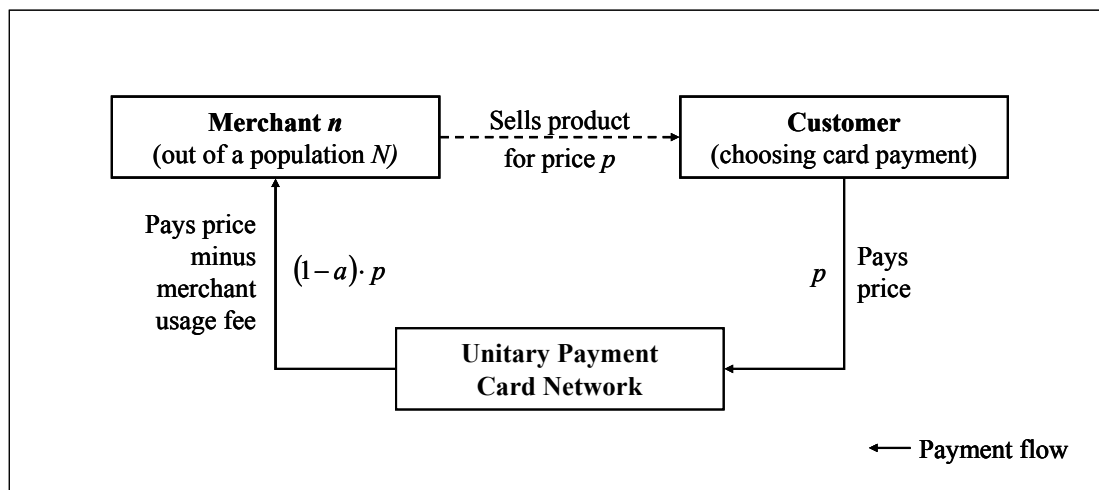 Merchant n
(out of a population N)
Sells product
for price p
Customer
(choosing card payment)
Pays price
minus
merchant
usage fee
(1−a)· p
p
Pays
price
Unitary Payment
Card Network
Payment flow